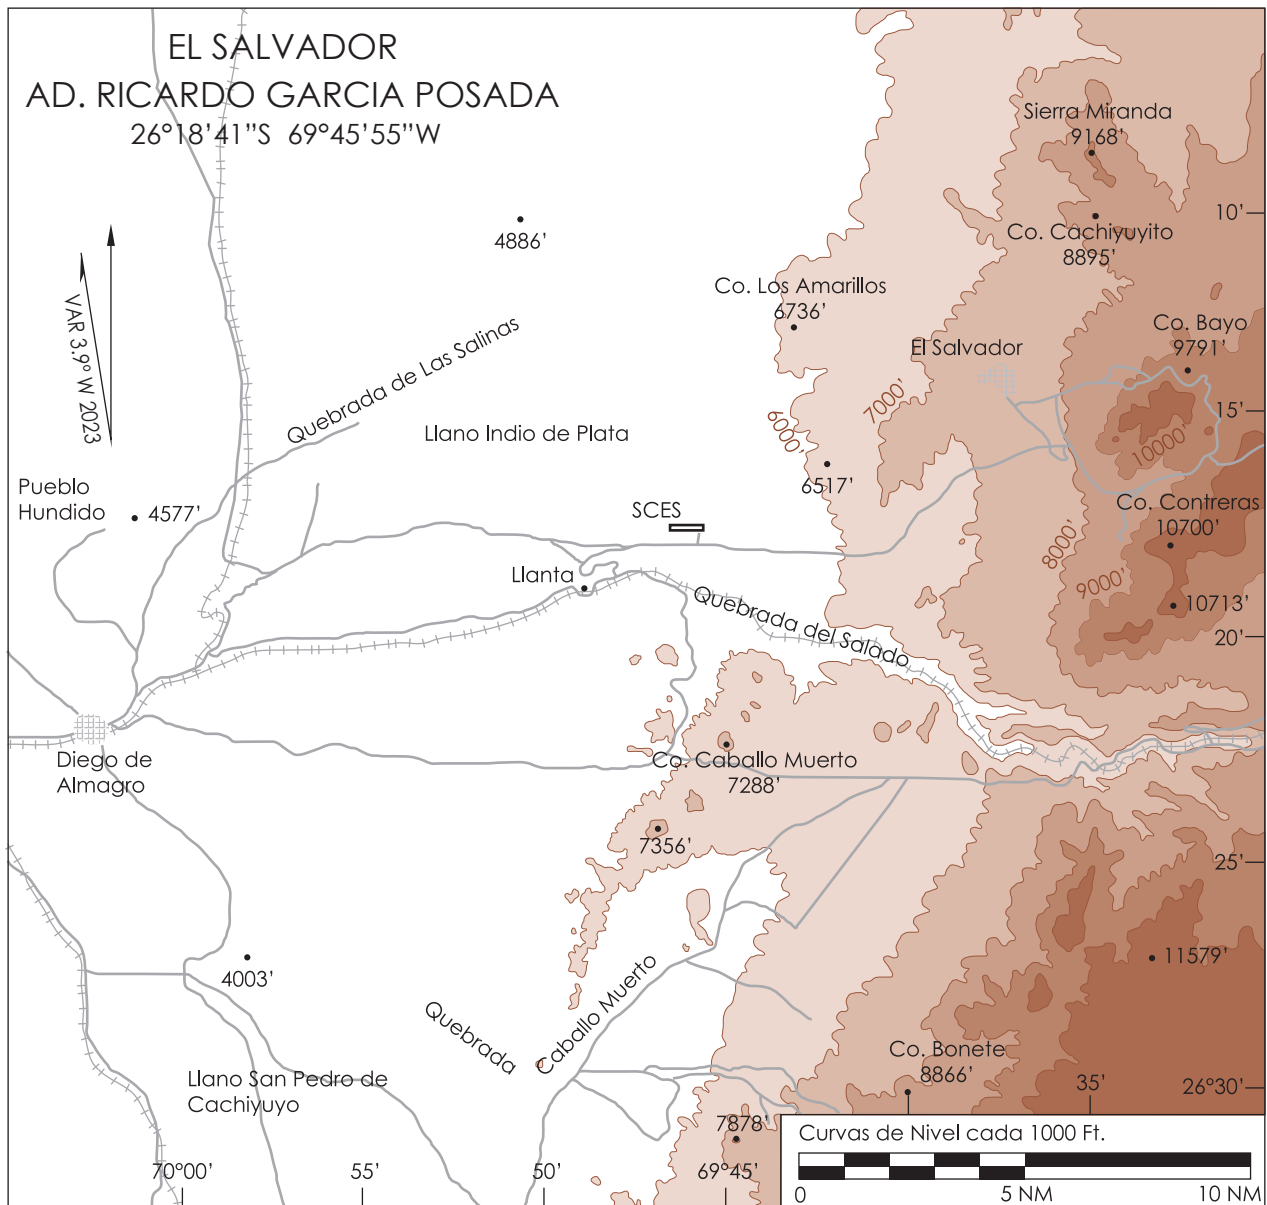 EL SALVADOR
AD. RICARDO GARCIA POSADA
26°18'41”S 69°45'55”W
Sierra Miranda
9168'
10'
4886'
Co. Cachiyuyito
8895'
VAR 3.9° W 2023
Co. Los Amarillos
6736'
Co. Bayo
9791'
El Salvador
Quebrada de Las Salinas
7000'
6000'
15'
Llano Indio de Plata
10000'
6517'
Pueblo
Hundido
4577'
SCES
Co. Contreras
10700'
8000'
9000'
Llanta
Quebrada del Salado
10713'
20'
Diego de
Almagro
Co. Caballo Muerto
7288'
7356'
25'
4003'
11579'
Quebrada
Caballo Muerto
Co. Bonete
8866'
Llano San Pedro de
Cachiyuyo
35'
26°30'
7878'
Curvas de Nivel cada 1000 Ft.
70°00'
55'
50'
69°45'
0
5 NM
10 NM